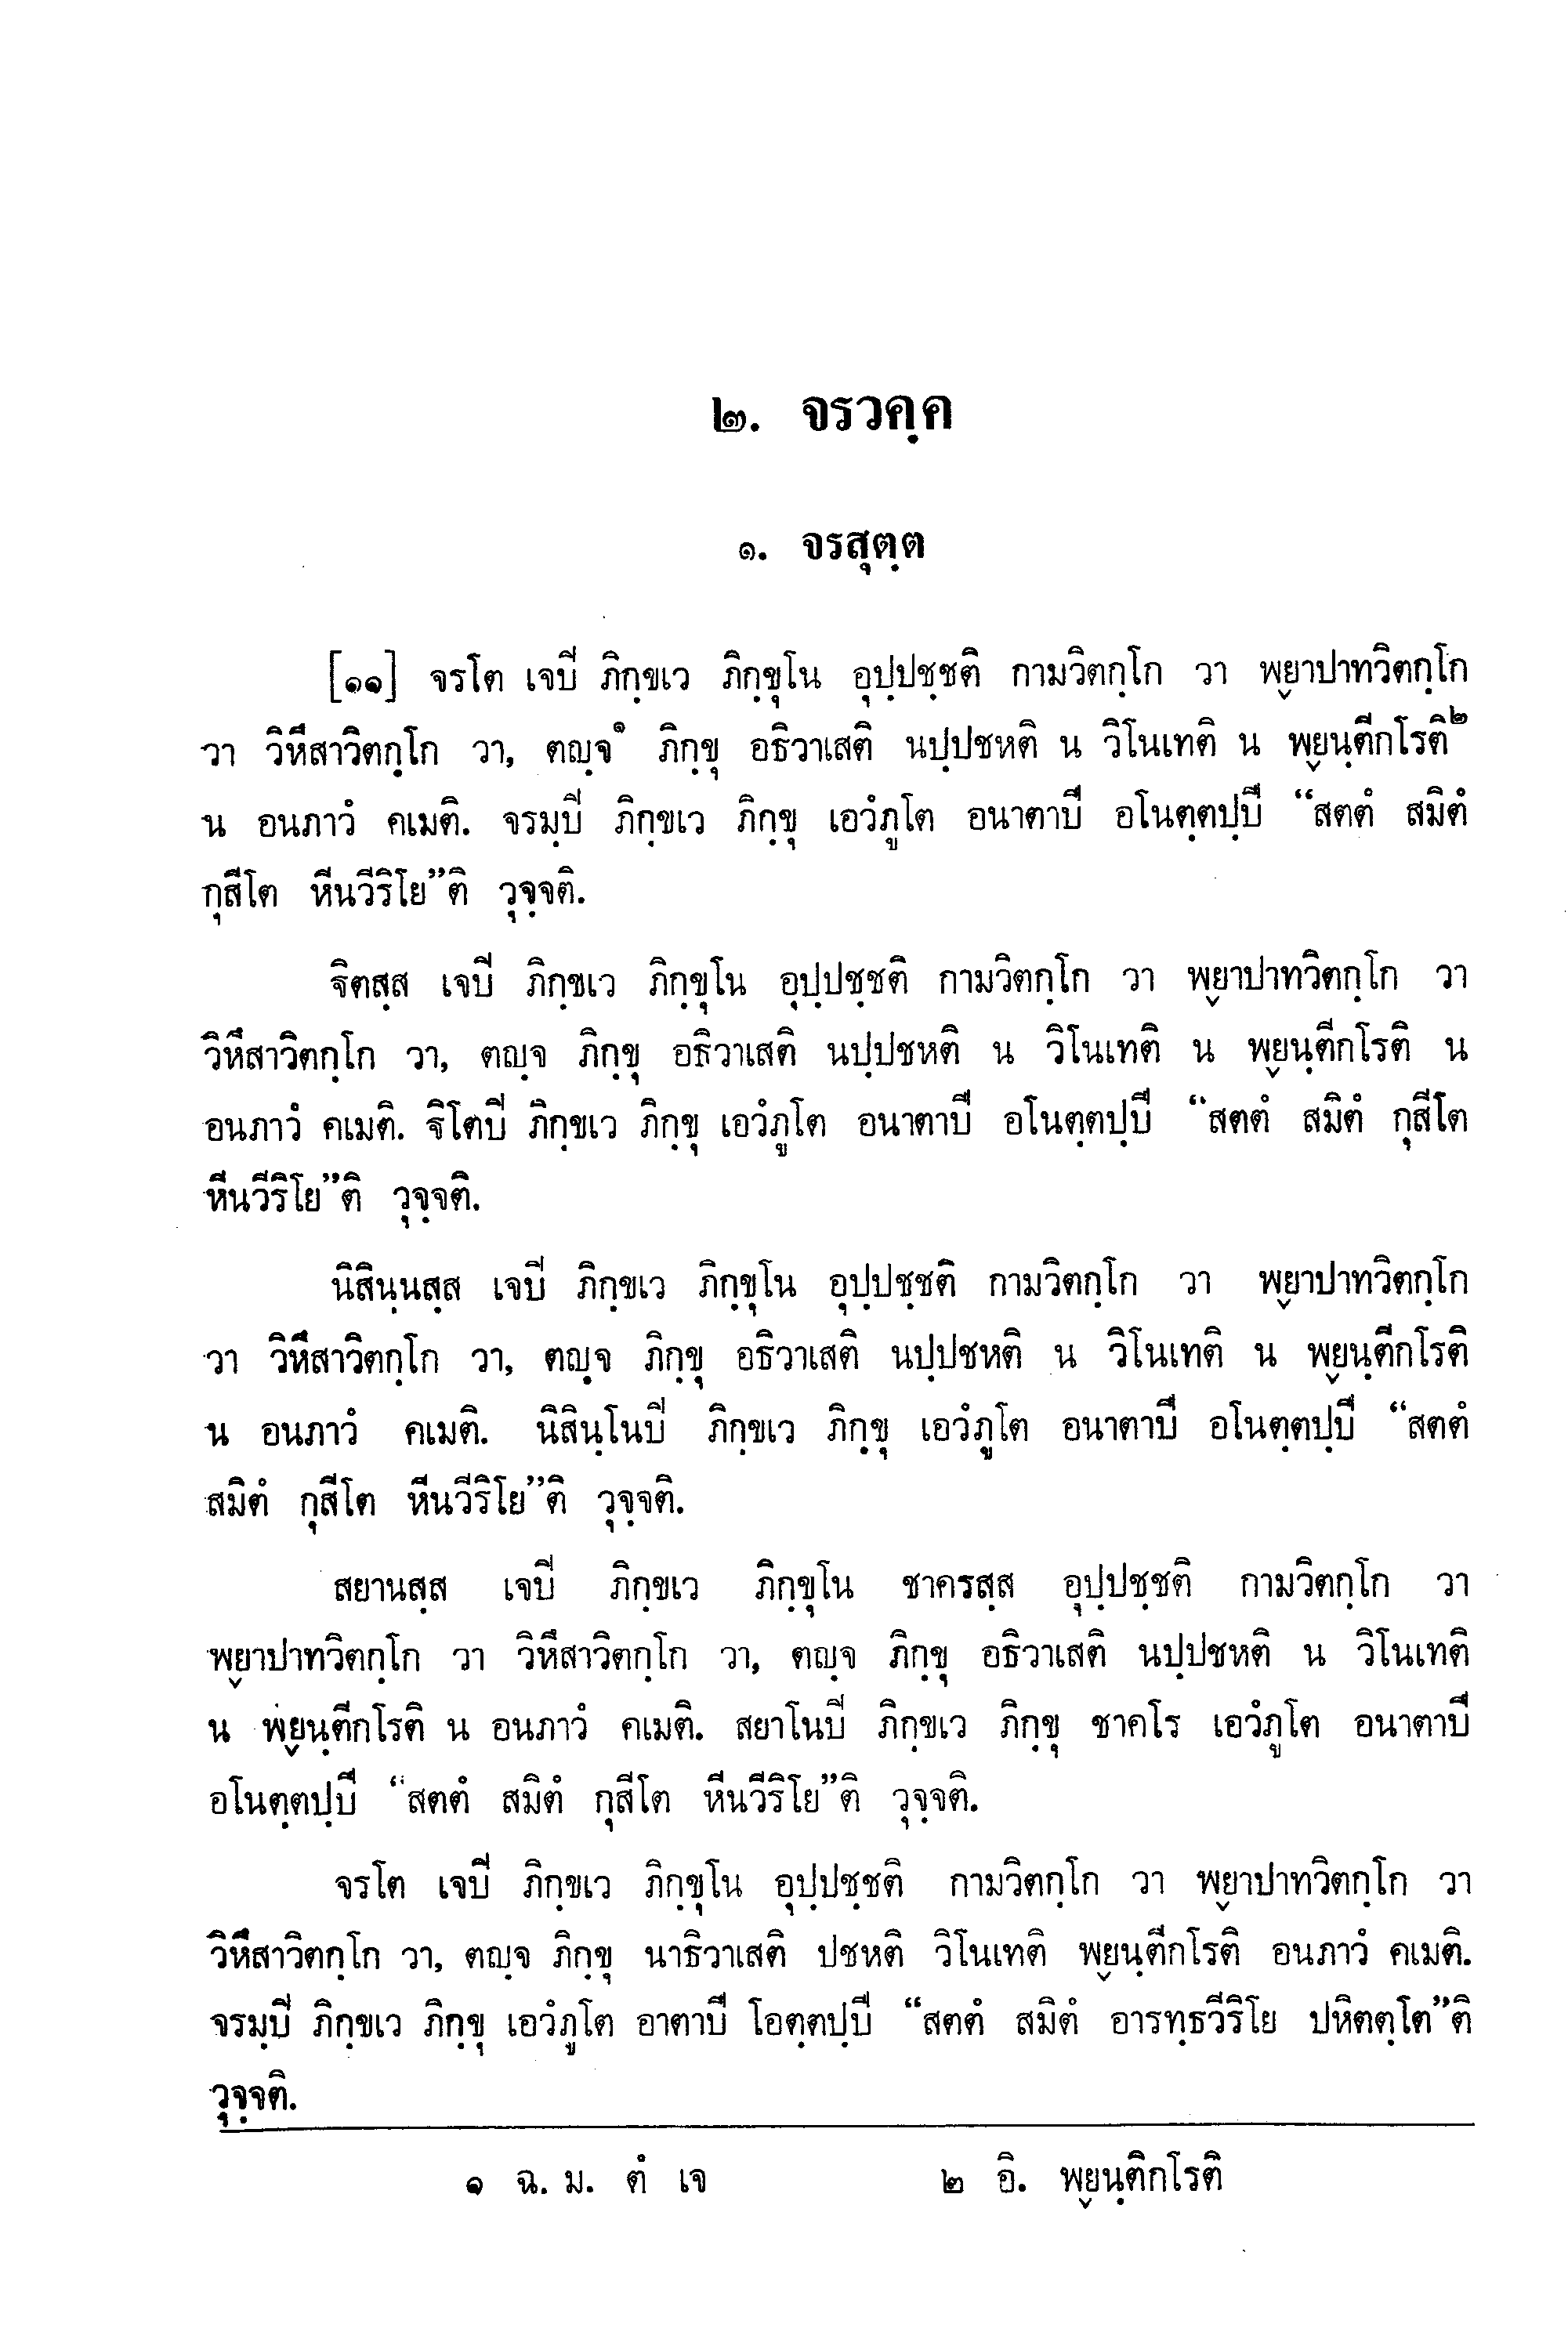 ๒. จรวคฺค
๑. จรสุตฺต
[๑๑] จรโต เจปิ ภิกฺขเว ภิกฺขุโน อุปฺปชฺชติ กามวิตกฺโก วา พฺยาปาทวิตกฺโก
วา วิหึสาวิตกฺโก วา, ตญฺจ๑ ภิกฺขุ อธิวาเสติ นปฺปชหติ น วิโนเทติ น พฺยนฺตีกโรติ๒
น อนภาวํ คเมติ. จรมฺปิ ภิกฺขเว ภิกฺขุ เอวํภูโต อนาตาปี อโนตฺตปฺปี “สตตํ สมิตํ
กุสีโต หีนวีริโย”ติ วุจฺจติ.
ฐิตสฺส เจปิ ภิกฺขเว ภิกฺขุโน อุปฺปชฺชติ กามวิตกฺโก วา พฺยาปาทวิตกฺโก วา
วิหึสาวิตกฺโก วา, ตญฺจ ภิกฺขุ อธิวาเสติ นปฺปชหติ น วิโนเทติ น พฺยนฺตีกโรติ น
อนภาวํ คเมติ. ฐิโตปิ ภิกฺขเว ภิกฺขุ เอวํภูโต อนาตาปี อโนตฺตปฺปี “สตตํ สมิตํ กุสีโต
หีนวีริโย”ติ วุจฺจติ.
นิสินฺนสฺส เจปิ ภิกฺขเว ภิกฺขุโน อุปฺปชฺชติ กามวิตกฺโก วา พฺยาปาทวิตกฺโก
วา วิหึสาวิตกฺโก วา, ตญฺจ ภิกฺขุ อธิวาเสติ นปฺปชหติ น วิโนเทติ น พฺยนฺตีกโรติ
น อนภาวํ คเมติ. นิสินฺโนปิ ภิกฺขเว ภิกฺขุ เอวํภูโต อนาตาปี อโนตฺตปฺปี “สตตํ
สมิตํ กุสีโต หีนวีริโย”ติ วุจฺจติ.
สยานสฺส เจปิ ภิกฺขเว ภิกฺขุโน ชาครสฺส อุปฺปชฺชติ กามวิตกฺโก วา
พฺยาปาทวิตกฺโก วา วิหึสาวิตกฺโก วา, ตญฺจ ภิกฺขุ อธิวาเสติ นปฺปชหติ น วิโนเทติ
น พฺยนฺตีกโรติ น อนภาวํ คเมติ. สยาโนปิ ภิกฺขเว ภิกฺขุ ชาคโร เอวํภูโต อนาตาปี
อโนตฺตปฺปี “สตตํ สมิตํ กุสีโต หีนวีริโย”ติ วุจฺจติ.
จรโต เจปิ ภิกฺขเว ภิกฺขุโน อุปฺปชฺชติ กามวิตกฺโก วา พฺยาปาทวิตกฺโก วา
วิหึสาวิตกฺโก วา, ตญฺจ ภิกฺขุ นาธิวาเสติ ปชหติ วิโนเทติ พฺยนฺตีกโรติ อนภาวํ คเมติ.
จรมฺปิ ภิกฺขเว ภิกฺขุ เอวํภูโต อาตาปี โอตฺตปฺปี “สตตํ สมิตํ อารทฺธวีริโย ปหิตตฺโต”ติ
วุจฺจติ.
๑ ฉ. ม. ตํ เจ ๒ อิ. พฺยนฺติกโรติ